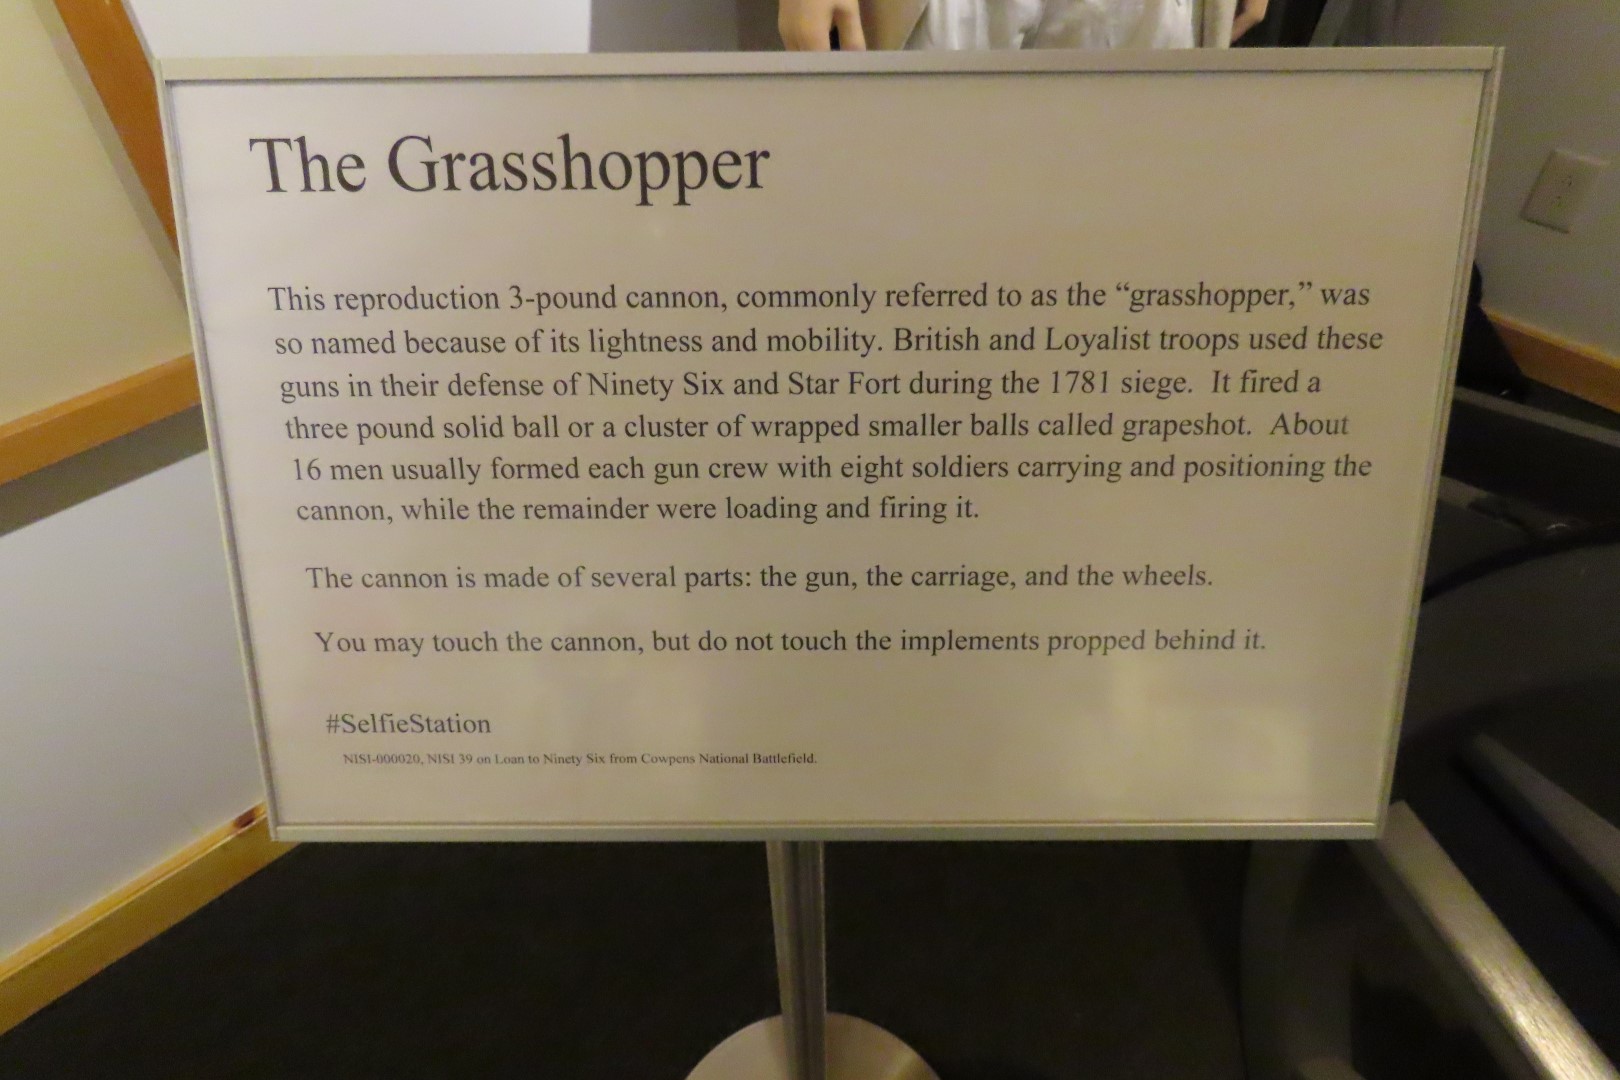 The Grasshopper
This reproduction 3-pound cannon, commonly referred to as the “grasshopper,” was
so named because of its lightness and mobility. British and Loyalist troops used these
guns in their defense of Ninety Six and Star Fort during the 1781 siege.  It fired a
three pound solid ball or a cluster of wrapped smaller balls called grapeshot.  About
16 men usually formed each gun crew with eight soldiers carrying and positioning the
cannon, while the remainder were loading and firing it.
The cannon is made of several parts: the gun, the carriage, and the wheels.
You may touch the cannon, but do not touch the implements propped behind it.
#SelfieStation
NISI-000020, NISI 39 on Loan to Ninety Six from Cowpens National Battlefield.